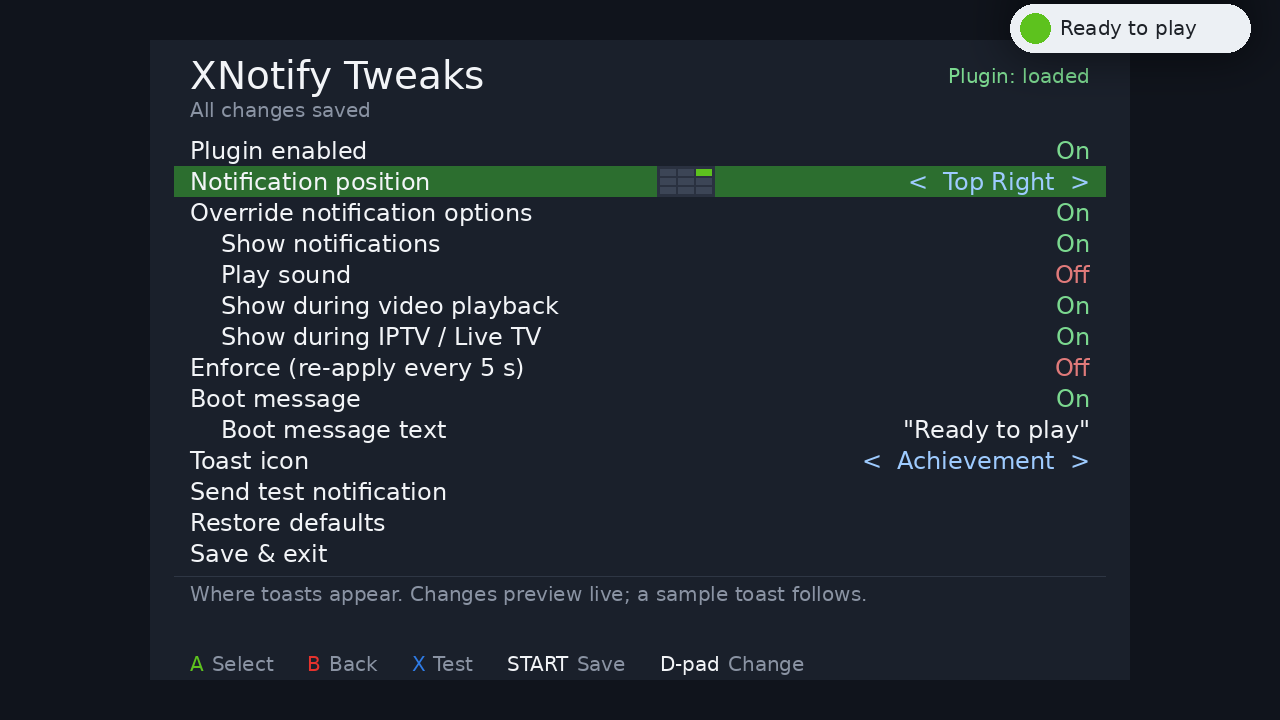 Ready to play
XNotify Tweaks
Plugin: loaded
All changes saved
Plugin enabled On
Notification position < Top Right >
Override notification options On
Show notifications On
Play sound Off
Show during video playback On
Show during IPTV / Live TV On
Enforce (re-apply every 5 s) Off
Boot message On
Boot message text "Ready to play"
Toast icon < Achievement >
Send test notification
Restore defaults
Save & exit
Where toasts appear. Changes preview live; a sample toast follows.
A Select B Back X Test START Save D-pad Change